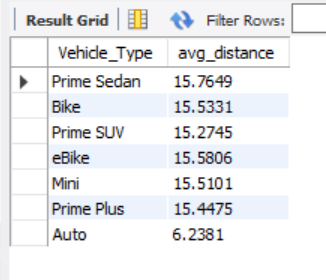 Result Grid Filter Rows:
Vehicle_Type avg_distance
Prime Sedan 15.7649
Bike 15.5331
Prime SUV 15.2745
eBike 15.5806
Mini 15.5101
Prime Plus 15.4475
Auto 6.2381